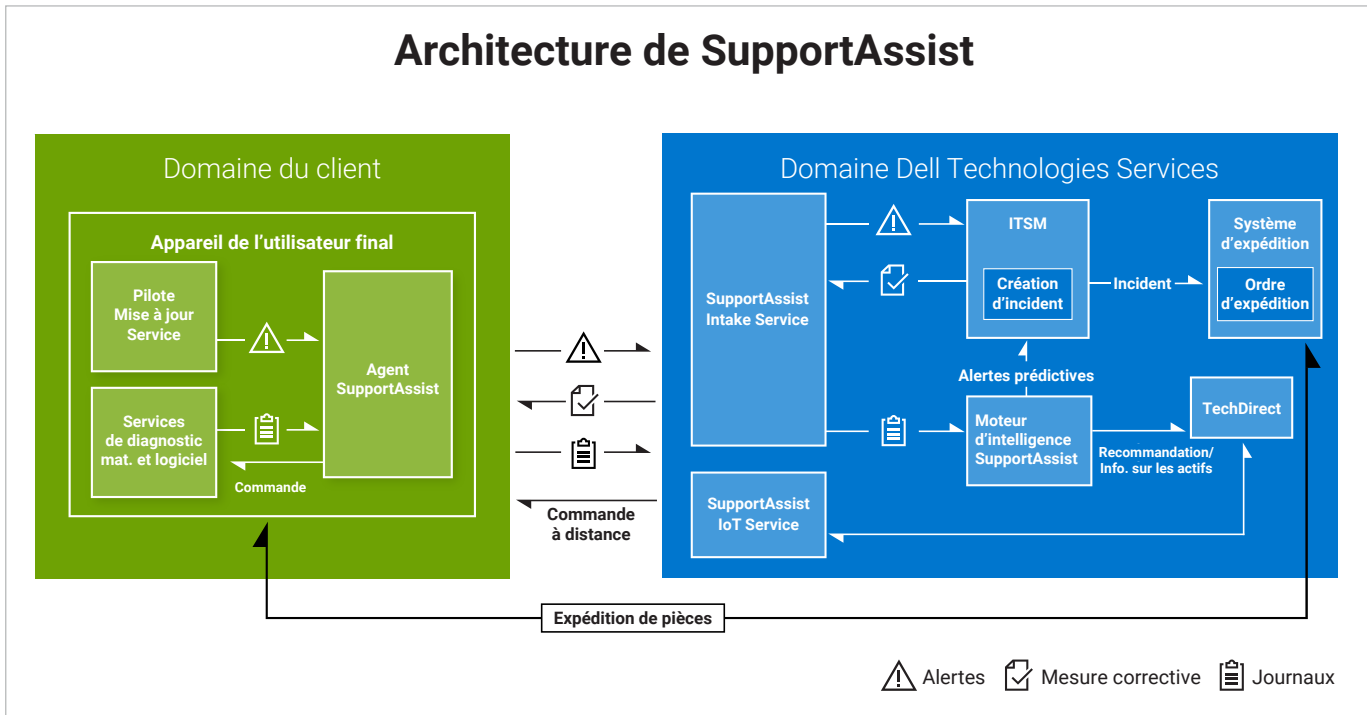 Architecture de SupportAssist
Domaine du client
Appareil de l’utilisateur final
Pilote
Mise à jour
Service
Agent
SupportAssist
Services
de diagnostic
mat. et logiciel
Commande
Commande
à distance
Domaine Dell Technologies Services
SupportAssist
Intake Service
ITSM
Création
d’incident
Incident
Système
d’expédition
Ordre
d’expédition
Alertes prédictives
Moteur
d’intelligence
SupportAssist
TechDirect
Recommandation/
Info. sur les actifs
SupportAssist
IoT Service
Expédition de pièces
Alertes
Mesure corrective
Journaux